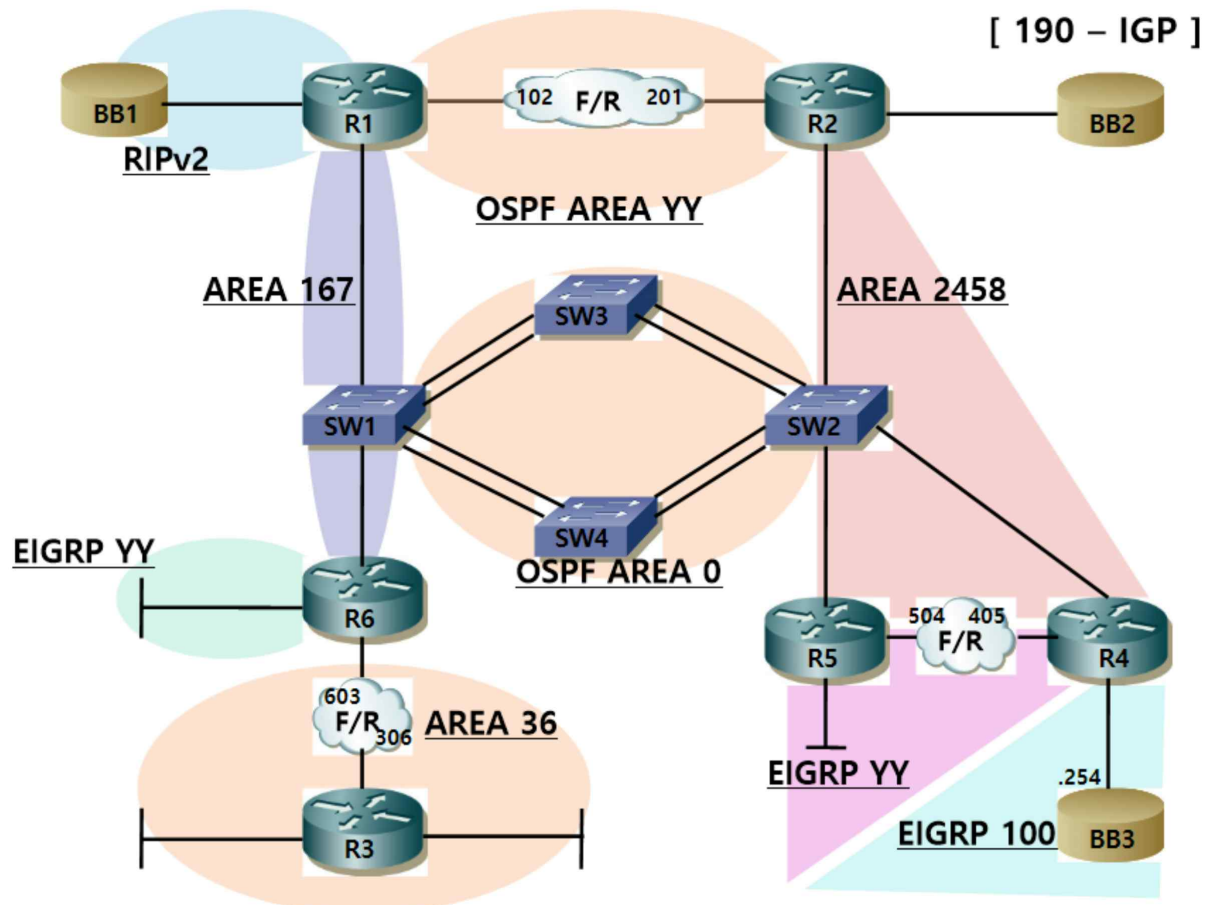 [ 190 – IGP ]
BB1
R1
102
F/R
201
R2
BB2
RIPv2
OSPF AREA YY
AREA 167
AREA 2458
SW3
SW1
SW2
SW4
OSPF AREA 0
EIGRP YY
R6
R5
504
405
F/R
R4
603
F/R
306
AREA 36
EIGRP YY
.254
R3
EIGRP 100
BB3